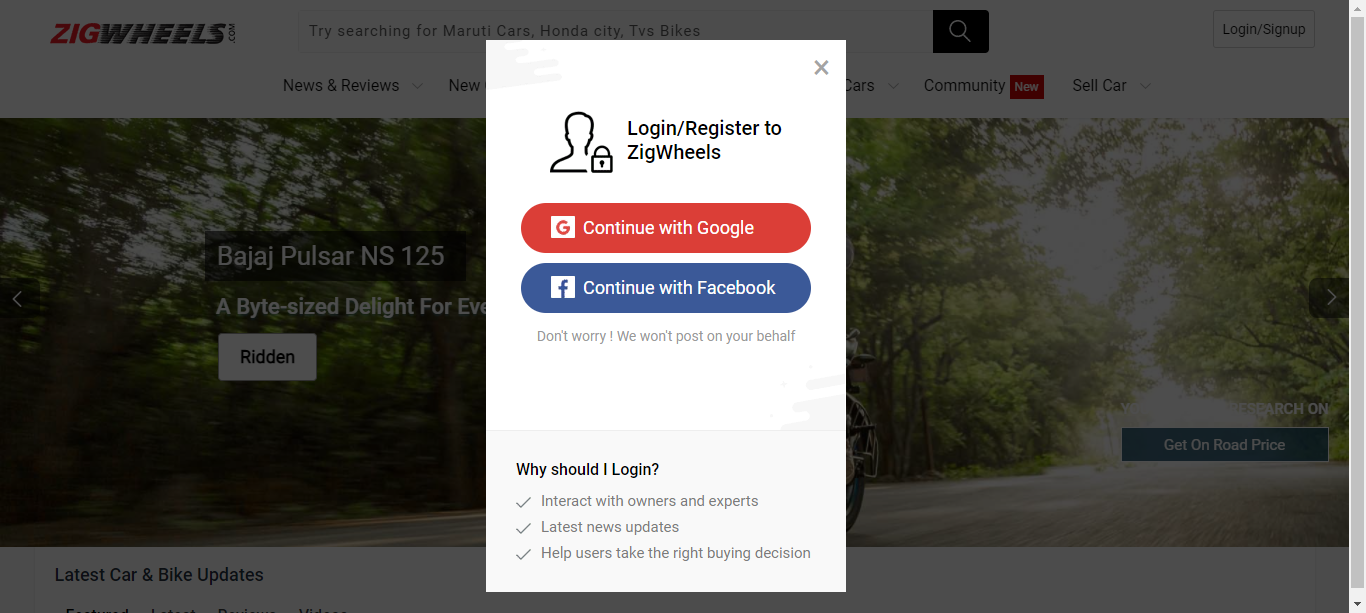 ZIGWHEELS.COM
Try searching for Maruti Cars, Honda city, Tvs Bikes
Login/Signup
News & Reviews
New
Cars
Community New
Sell Car
×
Login/Register to
ZigWheels
G Continue with Google
f Continue with Facebook
Don't worry ! We won't post on your behalf
Bajaj Pulsar NS 125
A Byte-sized Delight For Eve
Ridden
RESEARCH ON
Get On Road Price
Why should I Login?
Interact with owners and experts
Latest news updates
Help users take the right buying decision
Latest Car & Bike Updates
Featured Latest Reviews Videos